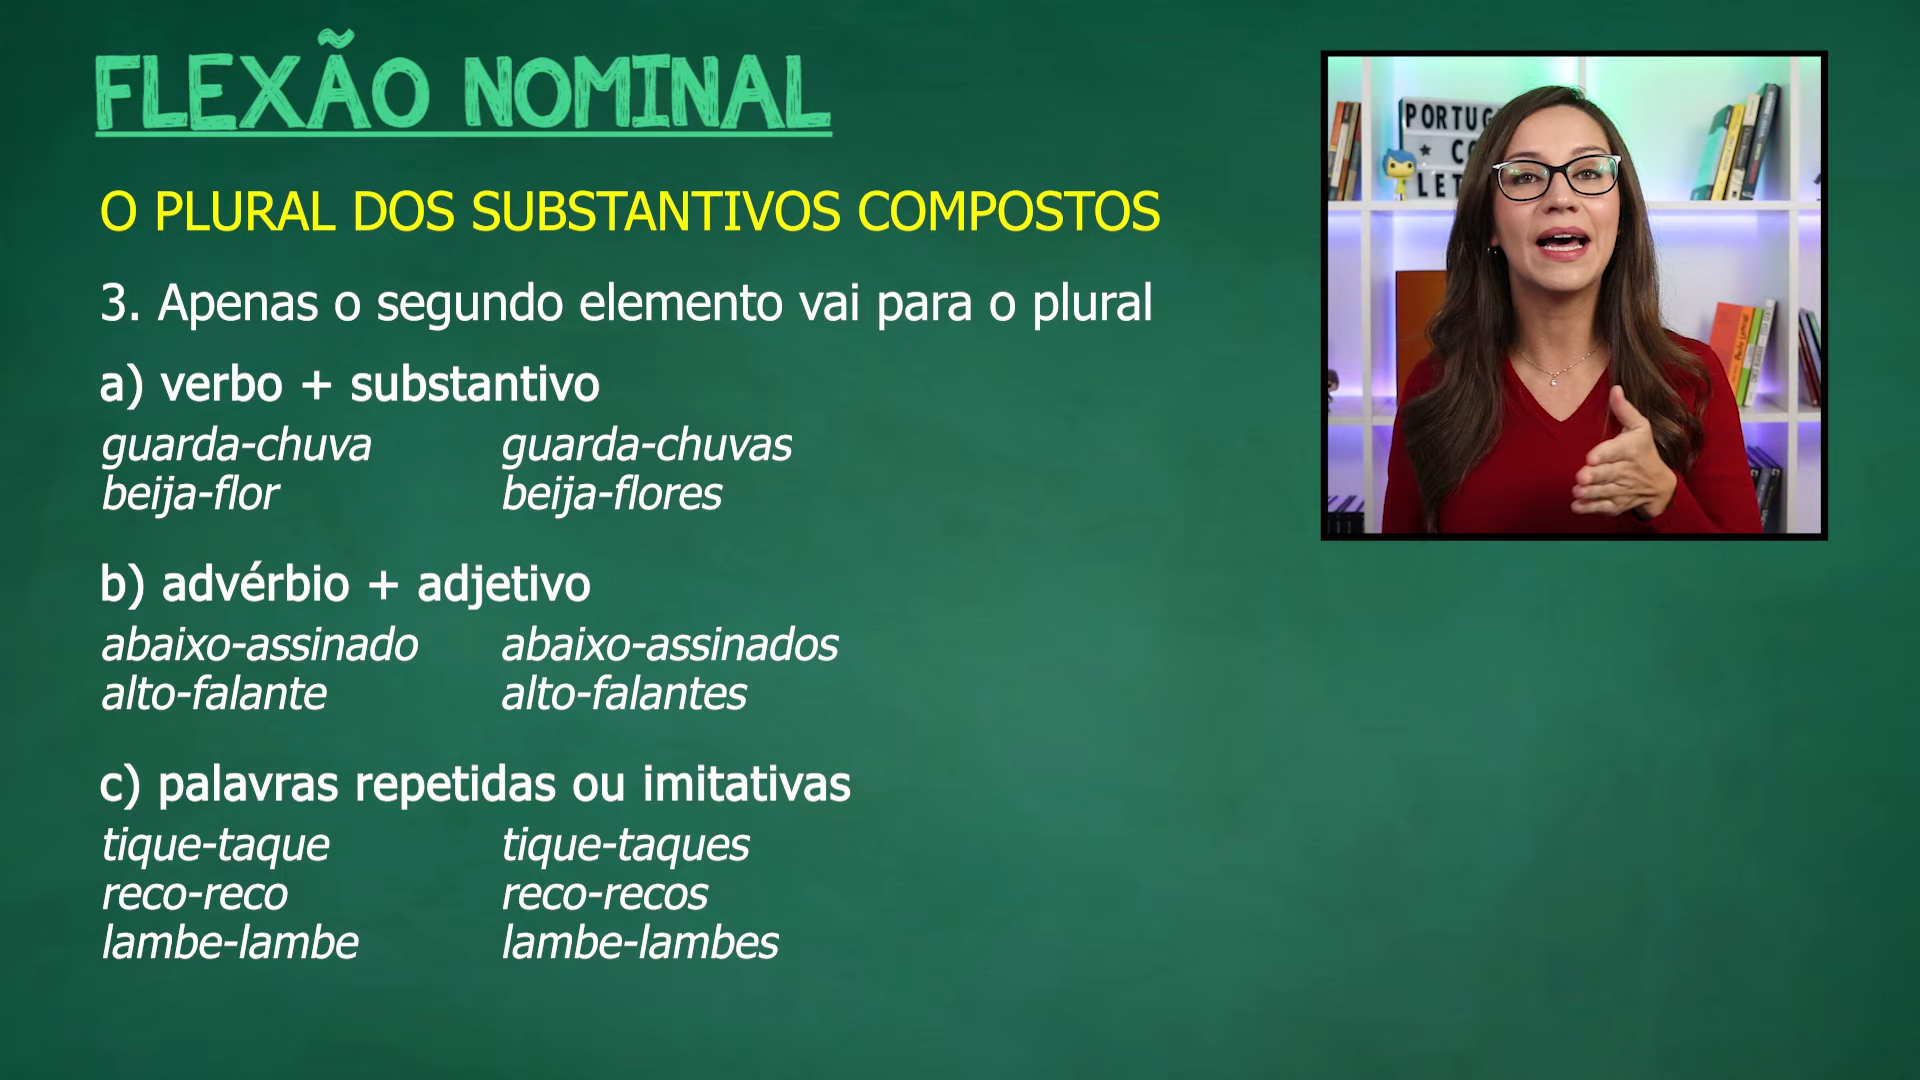 FLEXÃO NOMINAL
O PLURAL DOS SUBSTANTIVOS COMPOSTOS
3. Apenas o segundo elemento vai para o plural
a) verbo + substantivo
guarda-chuva guarda-chuvas
beija-flor beija-flores
b) advérbio + adjetivo
abaixo-assinado abaixo-assinados
alto-falante alto-falantes
c) palavras repetidas ou imitativas
tique-taque tique-taques
reco-reco reco-recos
lambe-lambe lambe-lambes
PORTUG
LET